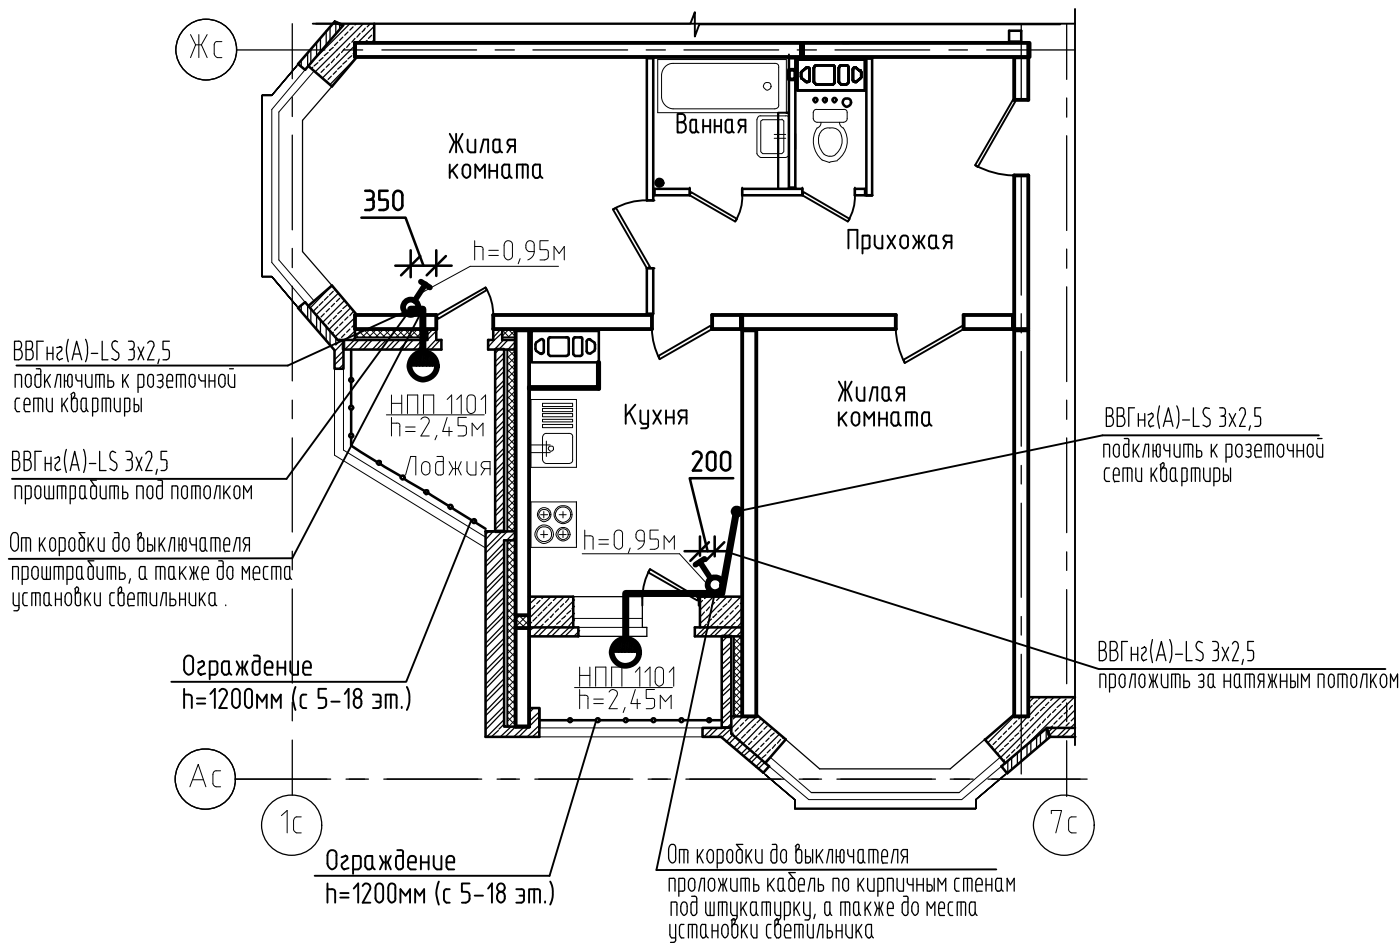 Жс
Ванная
Жилая
комната
350
h=0,95м
Прихожая
ВВГнг(А)-LS 3х2,5
подключить к розеточной
сети квартиры
НПП 1101
h=2,45м
Лоджия
Кухня
Жилая
комната
ВВГнг(А)-LS 3х2,5
подключить к розеточной
сети квартиры
ВВГнг(А)-LS 3х2,5
проштрабить под потолком
200
h=0,95м
От коробки до выключателя
проштрабить, а также до места
установки светильника .
Ограждение
h=1200мм (с 5-18 эт.)
НПП 1101
h=2,45м
ВВГнг(А)-LS 3х2,5
проложить за натяжным потолком
Ас
1с
7с
Ограждение
h=1200мм (с 5-18 эт.)
От коробки до выключателя
проложить кабель по кирпичным стенам
под штукатурку, а также до места
установки светильника